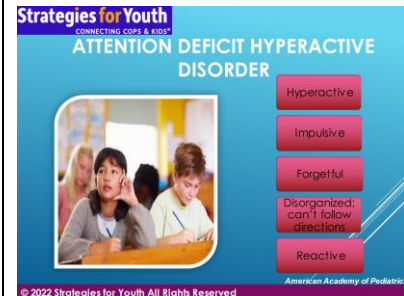 Strategies for Youth
CONNECTING COPS & KIDS®
ATTENTION DEFICIT HYPERACTIVE
DISORDER
Hyperactive
Impulsive
Forgetful
Disorganized;
can't follow
directions
Reactive
American Academy of Pediatric
© 2022 Strategies for Youth All Rights Reserved